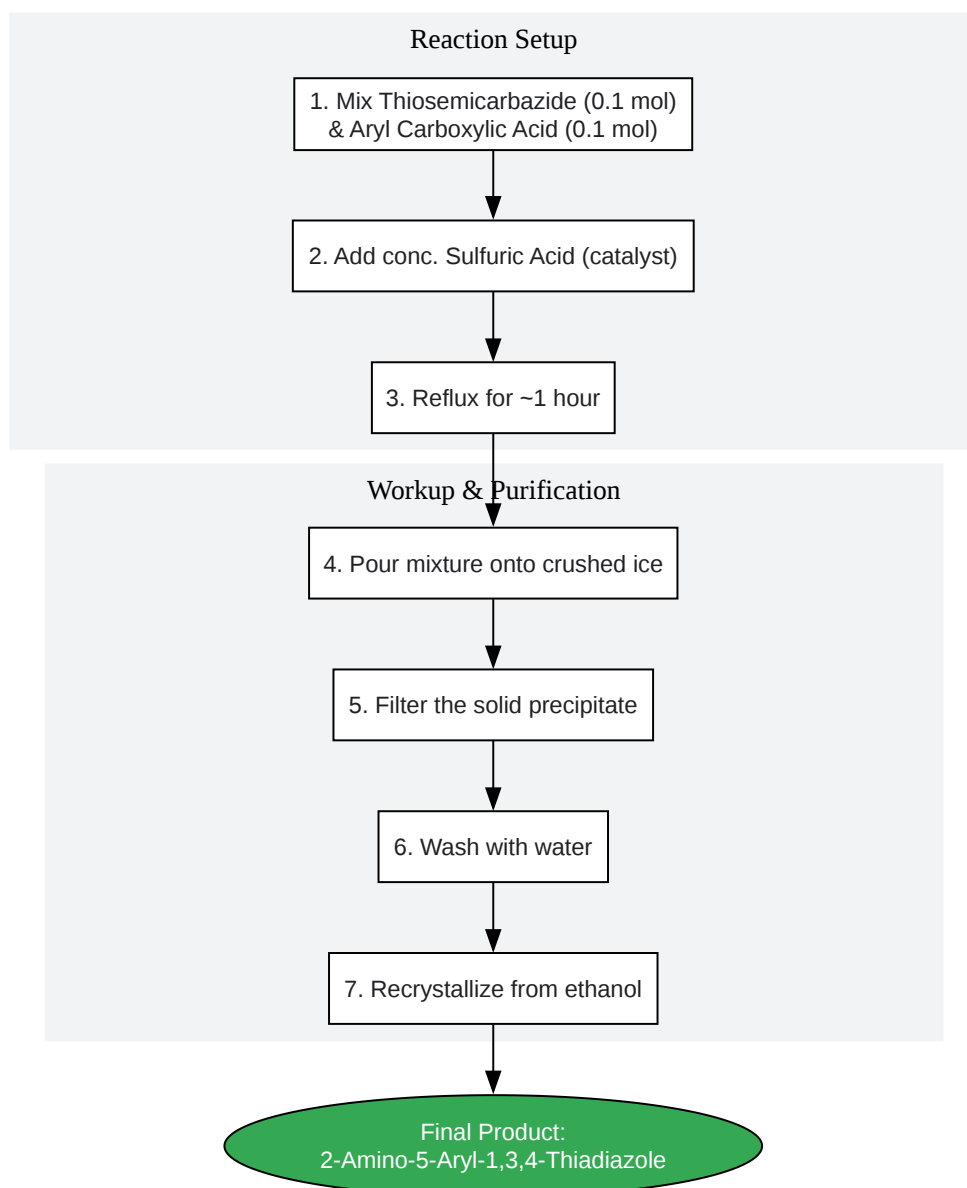 Reaction Setup
1. Mix Thiosemicarbazide (0.1 mol)
& Aryl Carboxylic Acid (0.1 mol)
2. Add conc. Sulfuric Acid (catalyst)
3. Reflux for ~1 hour
Workup & Purification
4. Pour mixture onto crushed ice
5. Filter the solid precipitate
6. Wash with water
7. Recrystallize from ethanol
Final Product:
2-Amino-5-Aryl-1,3,4-Thiadiazole